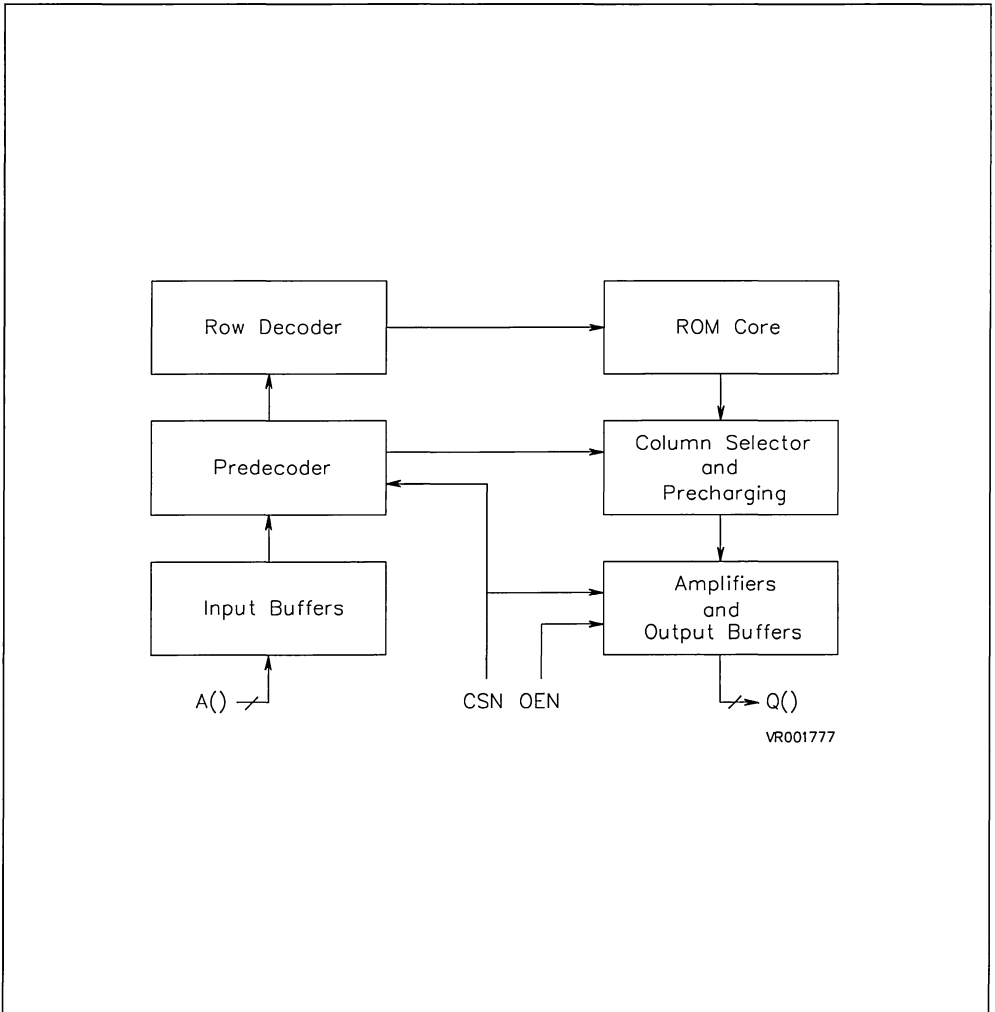 Row Decoder
ROM Core
Predecoder
Column Selector
and
Precharging
Input Buffers
Amplifiers
and
Output Buffers
A()
CSN OEN
Q()
VR001777